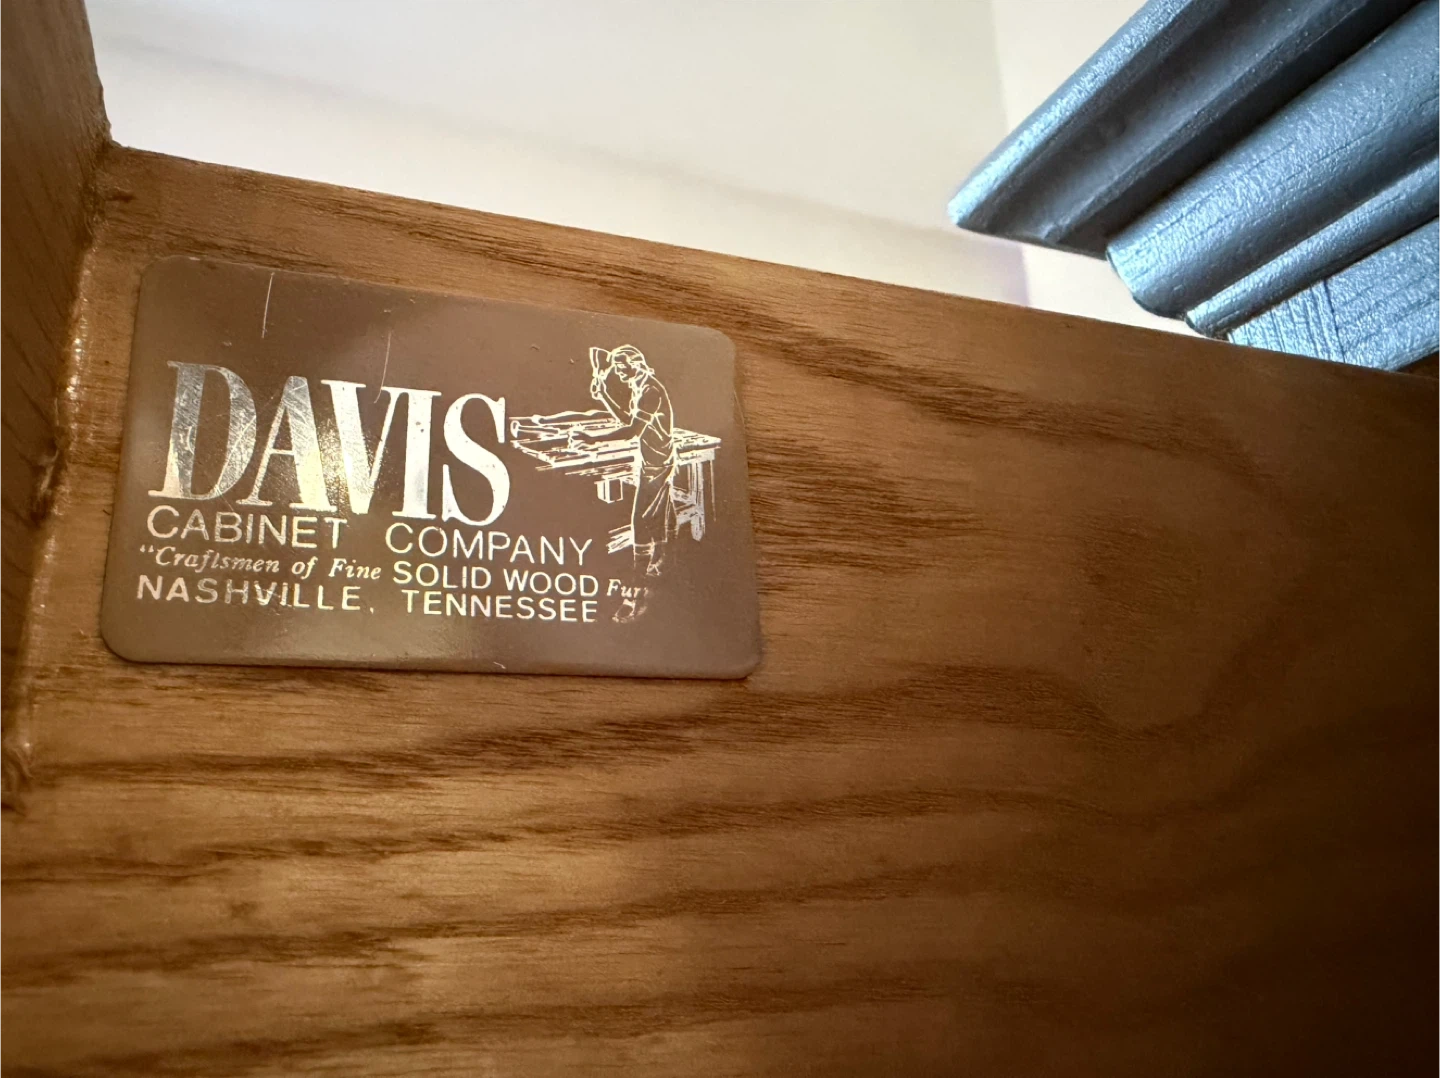 DAVIS
CABINET COMPANY
"Craftsmen of Fine SOLID WOOD
NASHVILLE, TENNESSEE